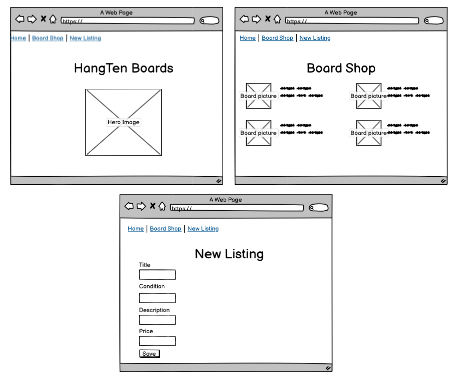 A Web Page
https://
Home | Board Shop | New Listing
HangTen Boards
Hero Image
A Web Page
https://
Home | Board Shop | New Listing
Board Shop
Board picture
Board picture
Board picture
Board picture
A Web Page
https://
Home | Board Shop | New Listing
New Listing
Title
Condition
Description
Price
Save